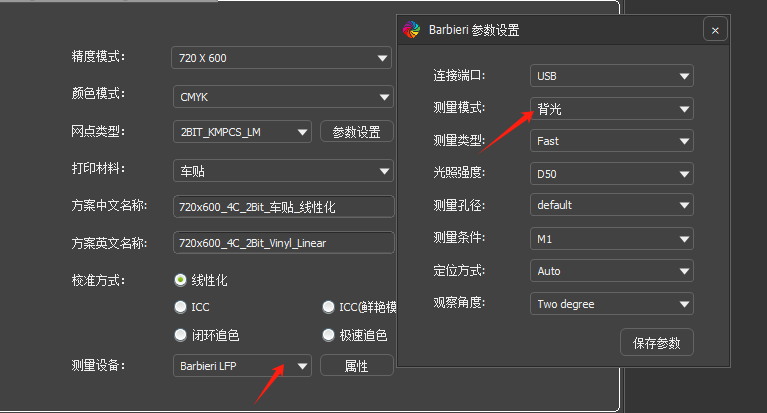 精度模式: 720 X 600
颜色模式: CMYK
网点类型: 2BIT_KMPCS_LM 参数设置
打印材料: 车贴
方案中文名称: 720x600_4C_2Bit_车贴_线性化
方案英文名称: 720x600_4C_2Bit_Vinyl_Linear
校准方式: 线性化
ICC ICC(鲜艳模
闭环追色 极速追色
测量设备: Barbieri LFP 属性
Barbieri 参数设置
连接端口: USB
测量模式: 背光
测量类型: Fast
光照强度: D50
测量孔径: default
测量条件: M1
定位方式: Auto
观察角度: Two degree
保存参数